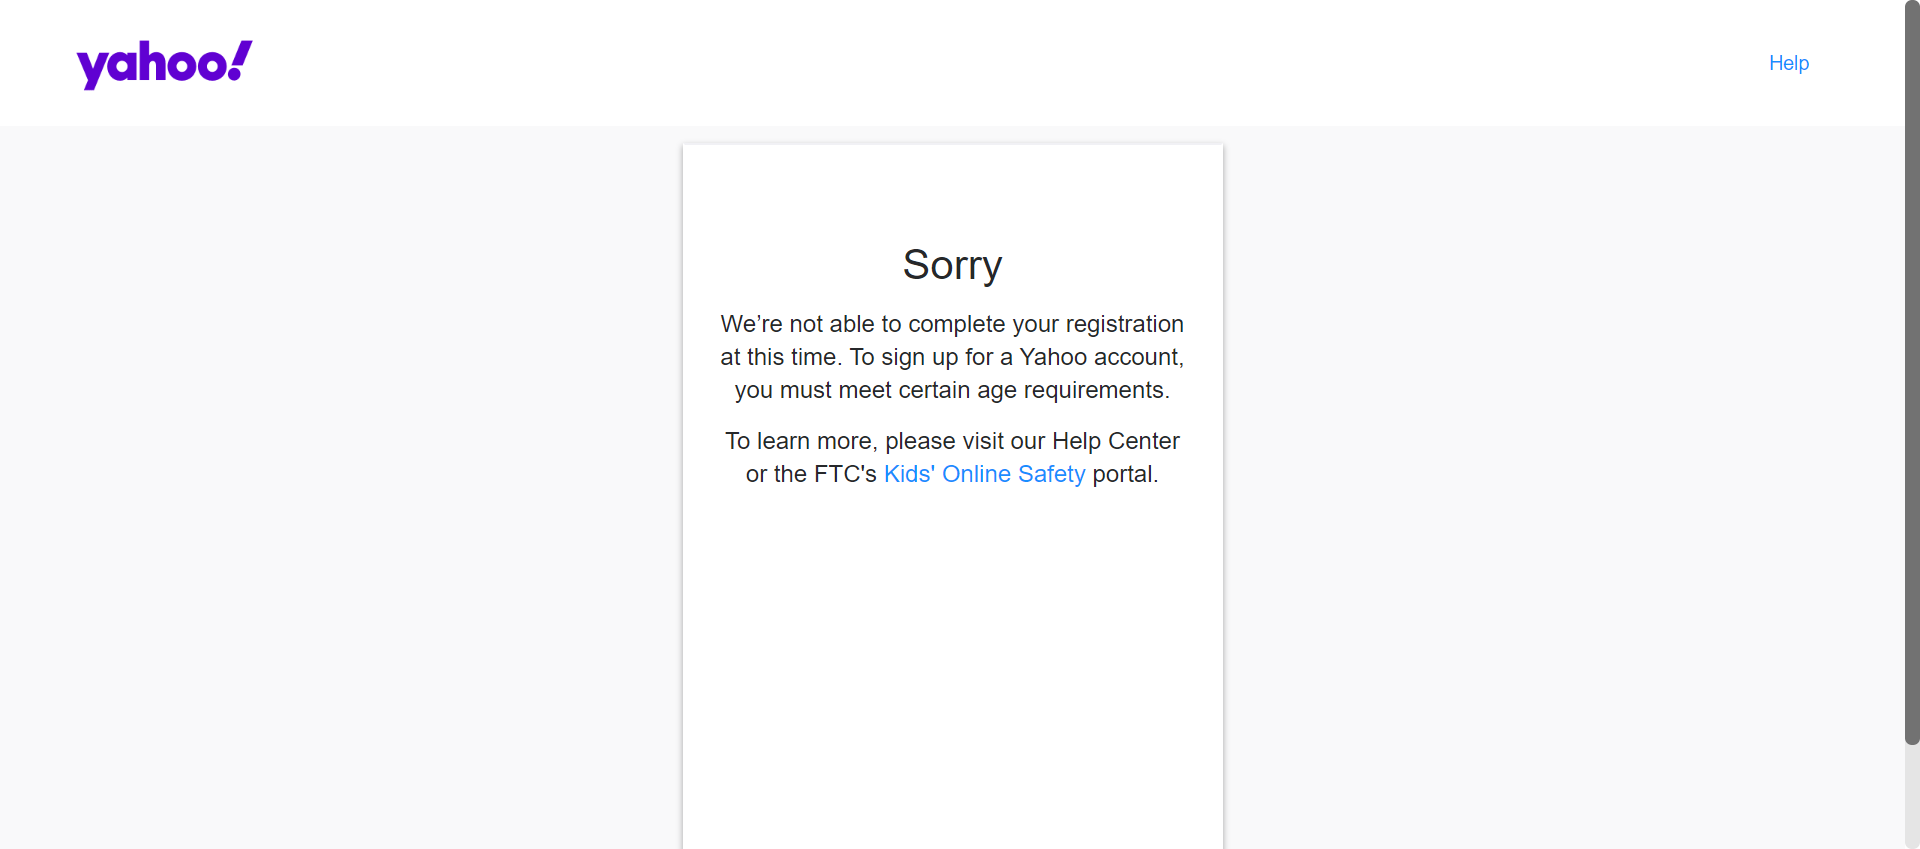 yahoo!
Help
Sorry
We’re not able to complete your registration
at this time. To sign up for a Yahoo account,
you must meet certain age requirements.
To learn more, please visit our Help Center
or the FTC's Kids' Online Safety portal.